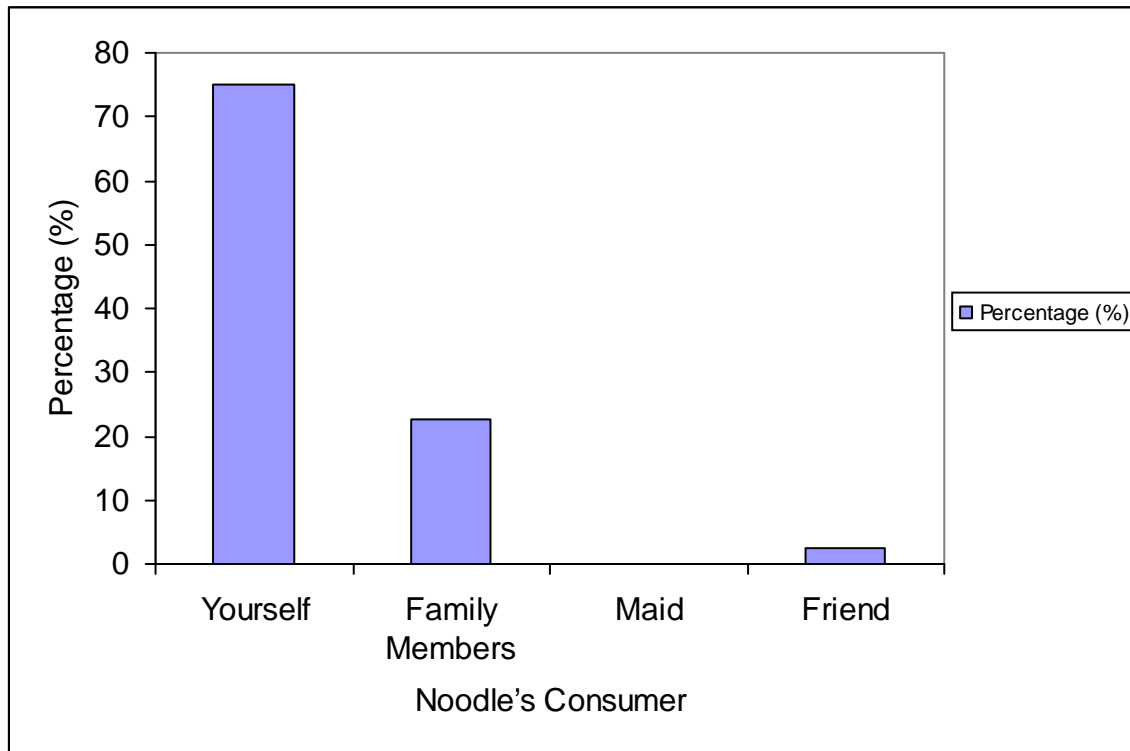 80
70
60
50
40
30
20
10
0
Percentage (%)
Yourself
Family
Members
Maid
Friend
Noodle’s Consumer
Percentage (%)